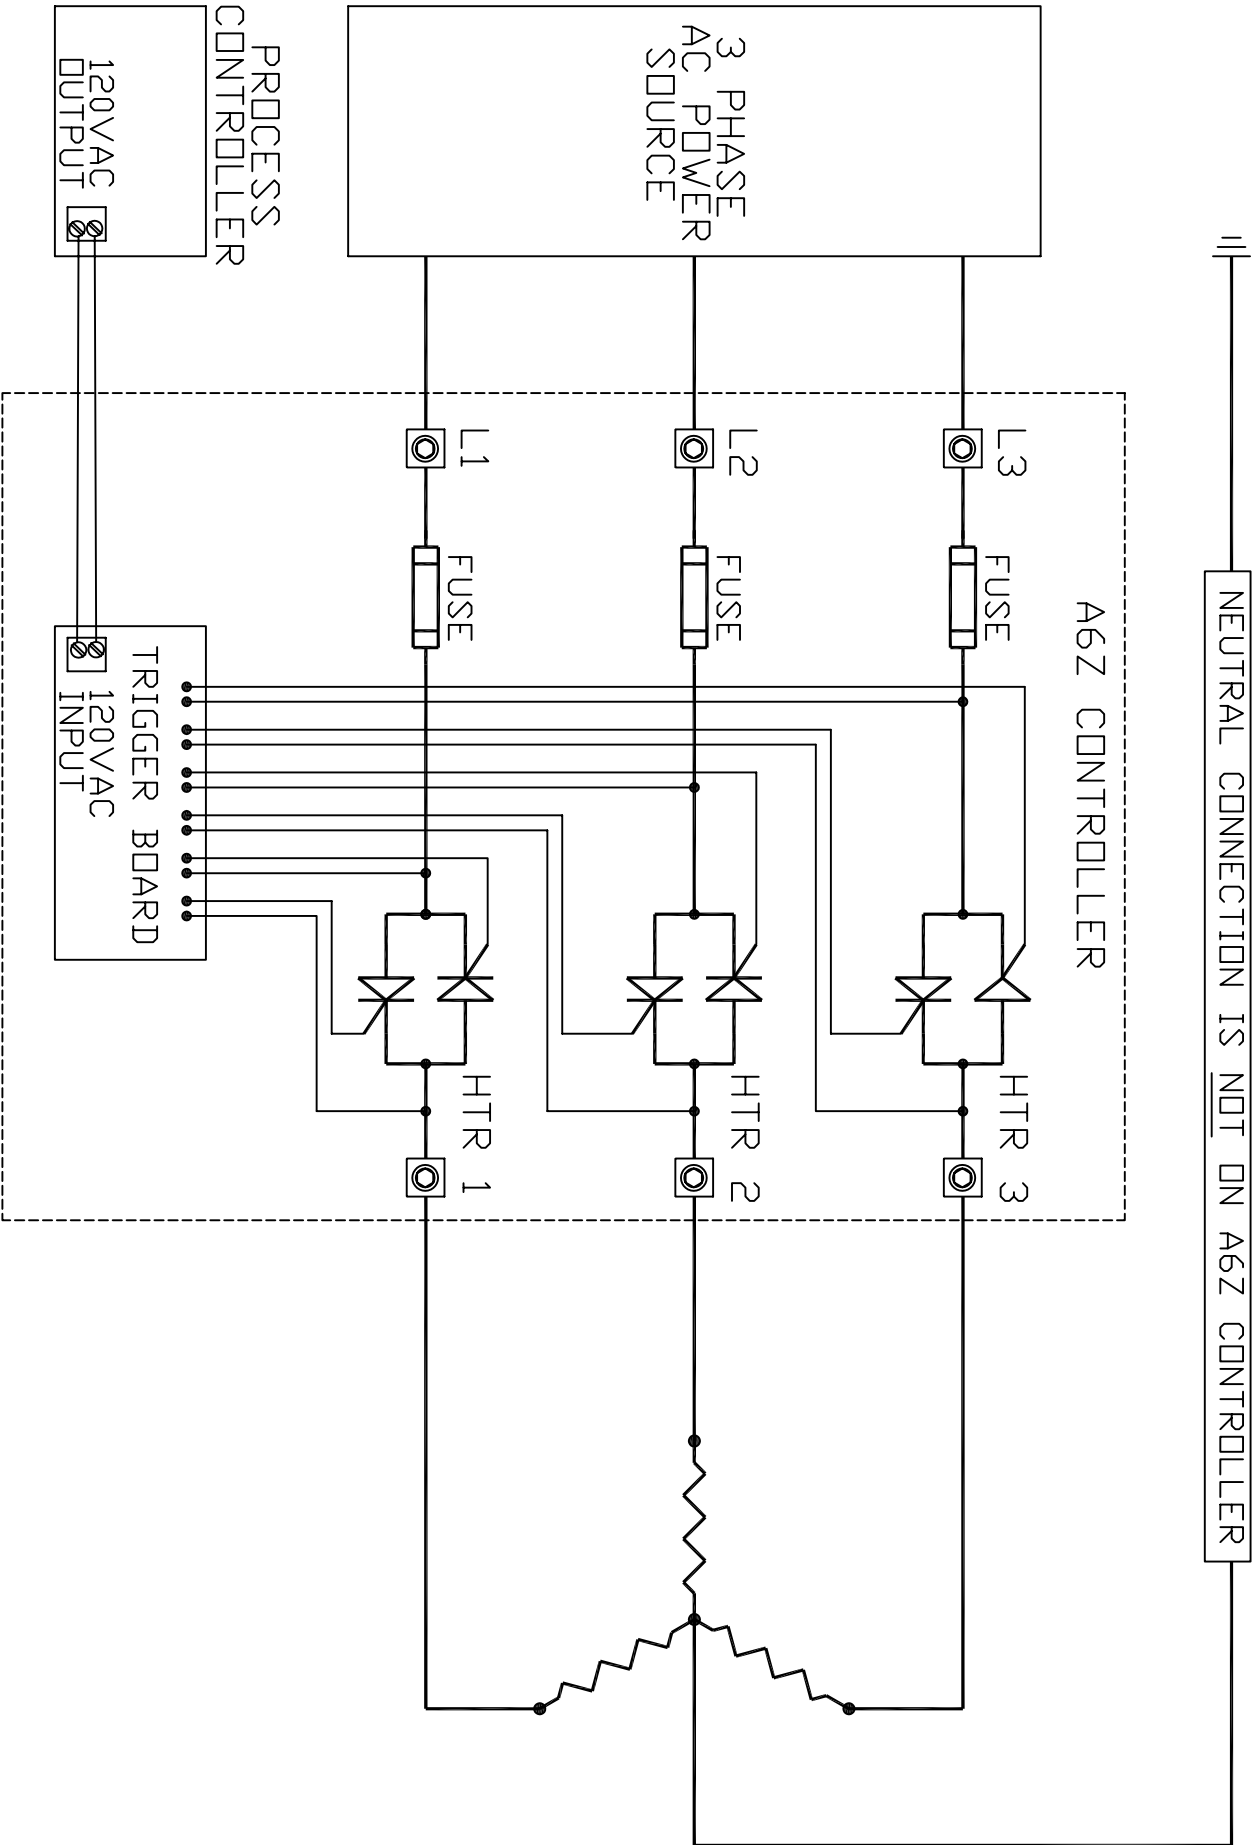 NEUTRAL CONNECTION IS NOT ON A6Z CONTROLLER
A6Z CONTROLLER
3 PHASE
AC POWER
SOURCE
L3
FUSE
HTR 3
L2
FUSE
HTR 2
L1
FUSE
HTR 1
PROCESS
CONTROLLER
120VAC
OUTPUT
TRIGGER BOARD
120VAC
INPUT